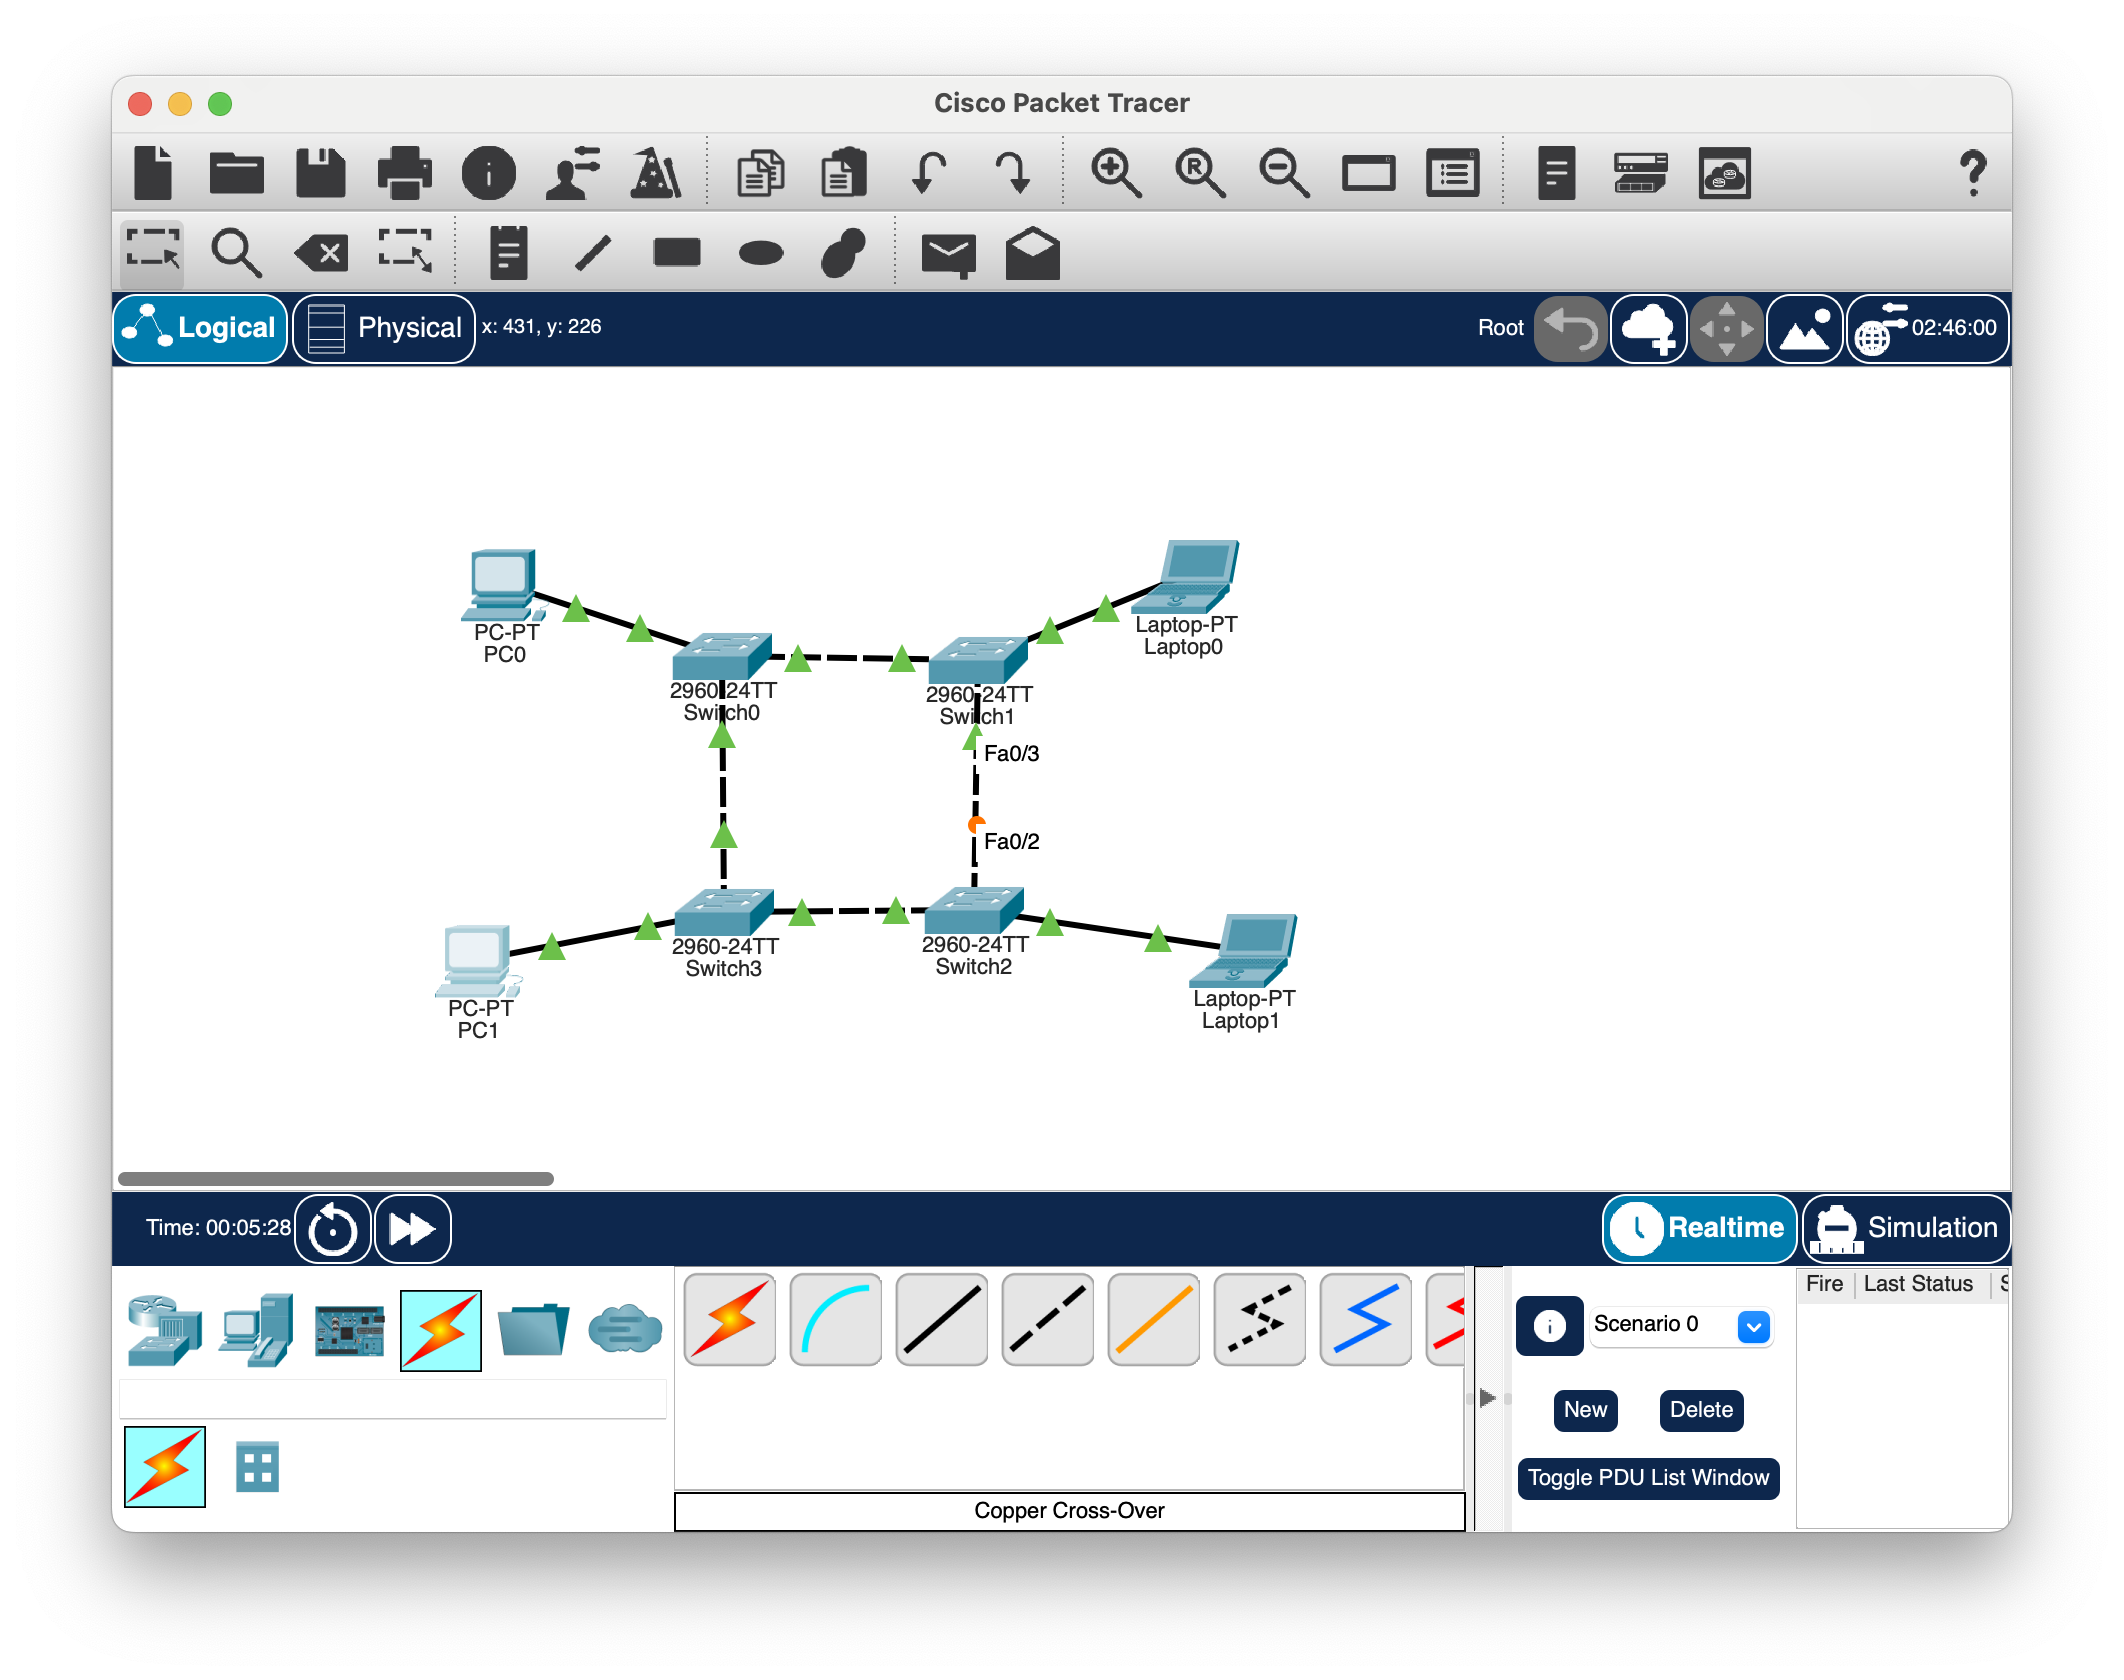 Cisco Packet Tracer
Logical
Physical
x: 431, y: 226
Root
02:46:00
PC-PT
PC0
Laptop-PT
Laptop0
2960-24TT
Switch0
2960-24TT
Switch1
Fa0/3
Fa0/2
2960-24TT
Switch3
2960-24TT
Switch2
PC-PT
PC1
Laptop-PT
Laptop1
Time: 00:05:28
Realtime
Simulation
Fire
Last Status
Scenario 0
New
Delete
Toggle PDU List Window
Copper Cross-Over